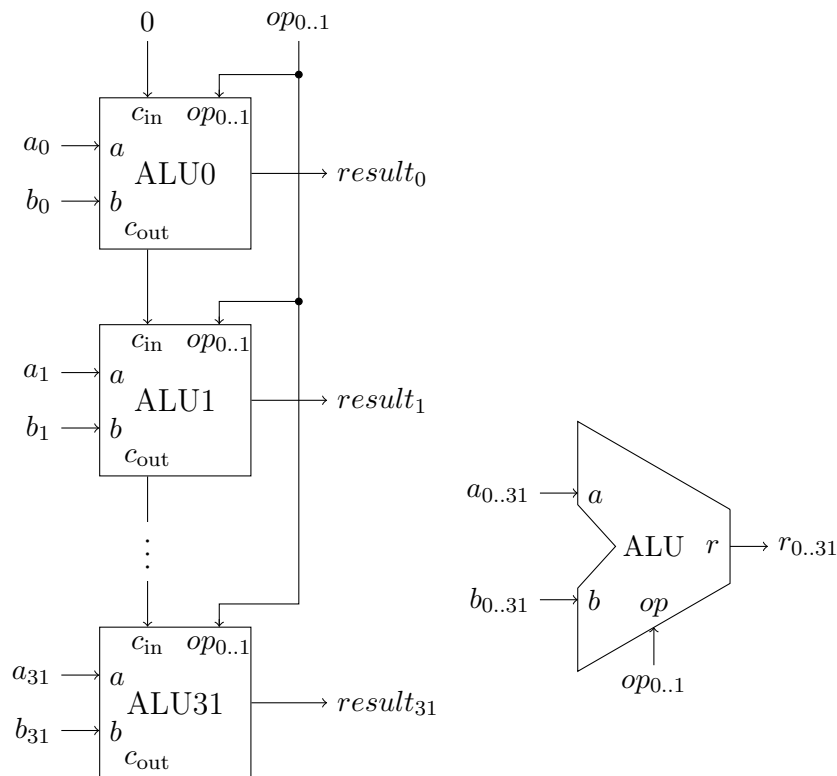 0 op0..1
cin op0..1
a0 a ALU0 result0
b0 b
cout
cin op0..1
a1 a ALU1 result1
b1 b
cout
⋮
cin op0..1
a31 a ALU31 result31
b31 b
cout
a0..31 a
ALU r r0..31
b0..31 b op
op0..1